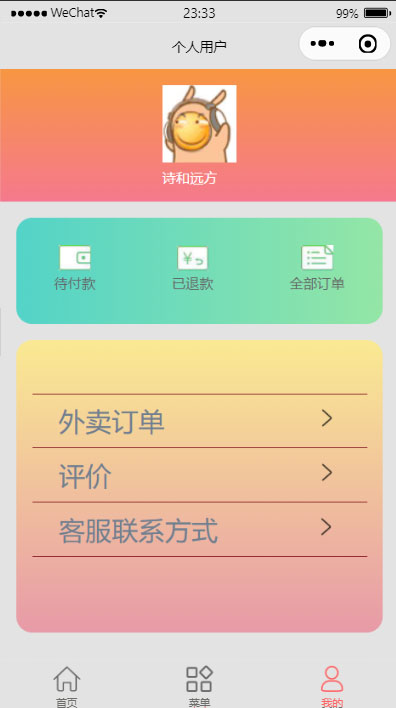 WeChat
23:33
99%
个人用户
诗和远方
待付款
已退款
全部订单
外卖订单
评价
客服联系方式
首页
菜单
我的